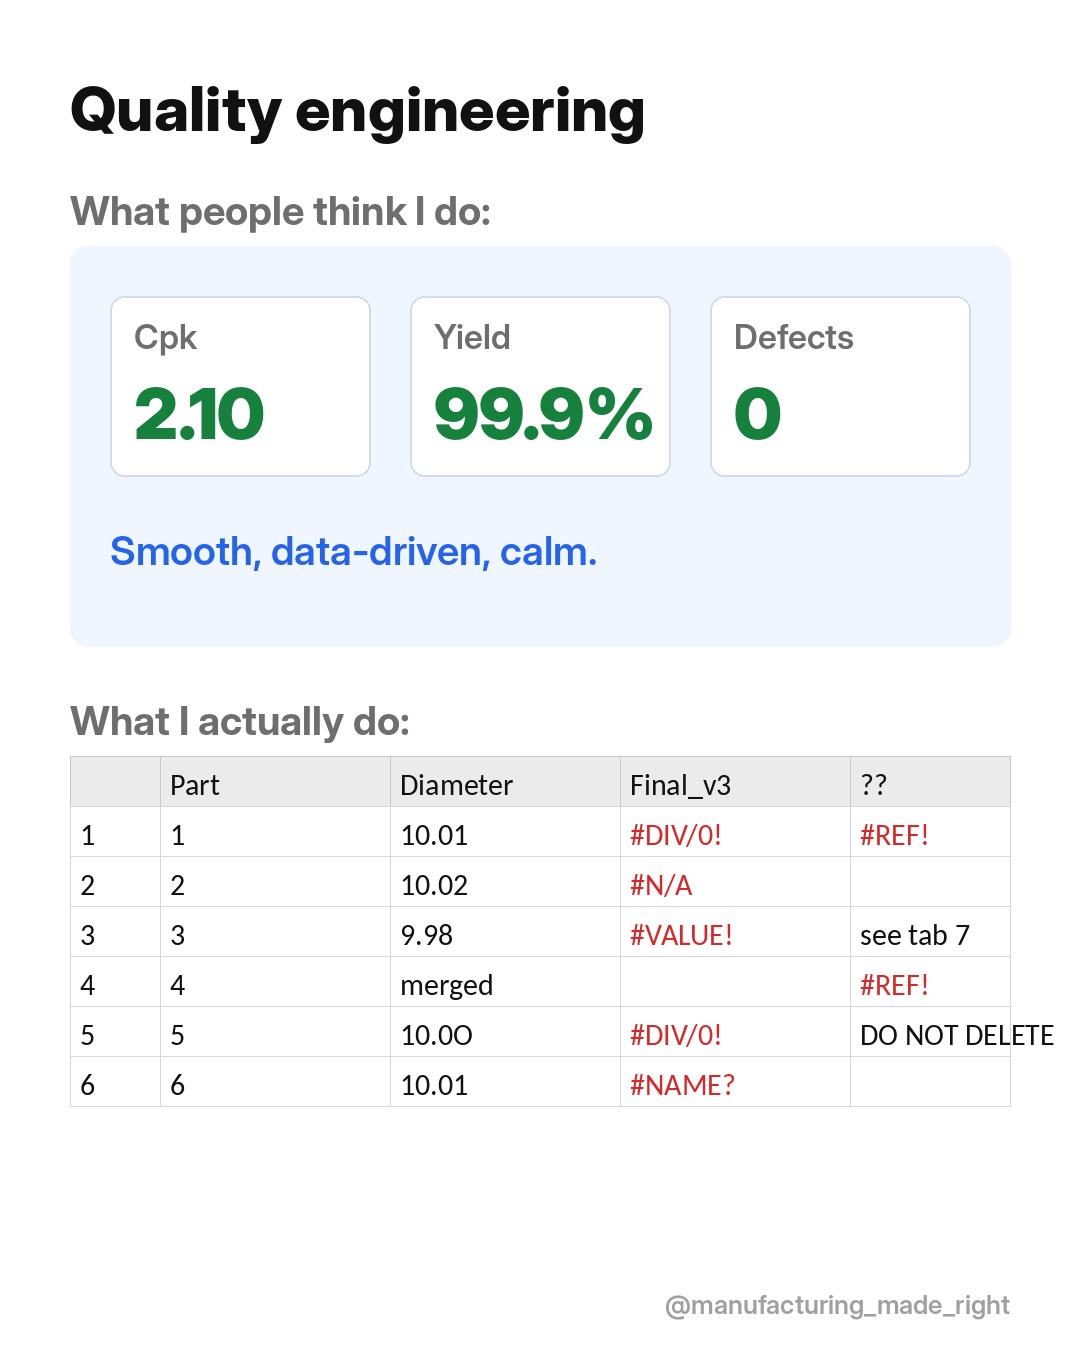 Quality engineering
What people think I do:
Cpk Yield Defects
2.10 99.9% 0
Smooth, data-driven, calm.
What I actually do:
Part Diameter Final_v3 ??
1 1 10.01 #DIV/0! #REF!
2 2 10.02 #N/A
3 3 9.98 #VALUE! see tab 7
4 4 merged #REF!
5 5 10.0O #DIV/0! DO NOT DELETE
6 6 10.01 #NAME?
@manufacturing_made_right